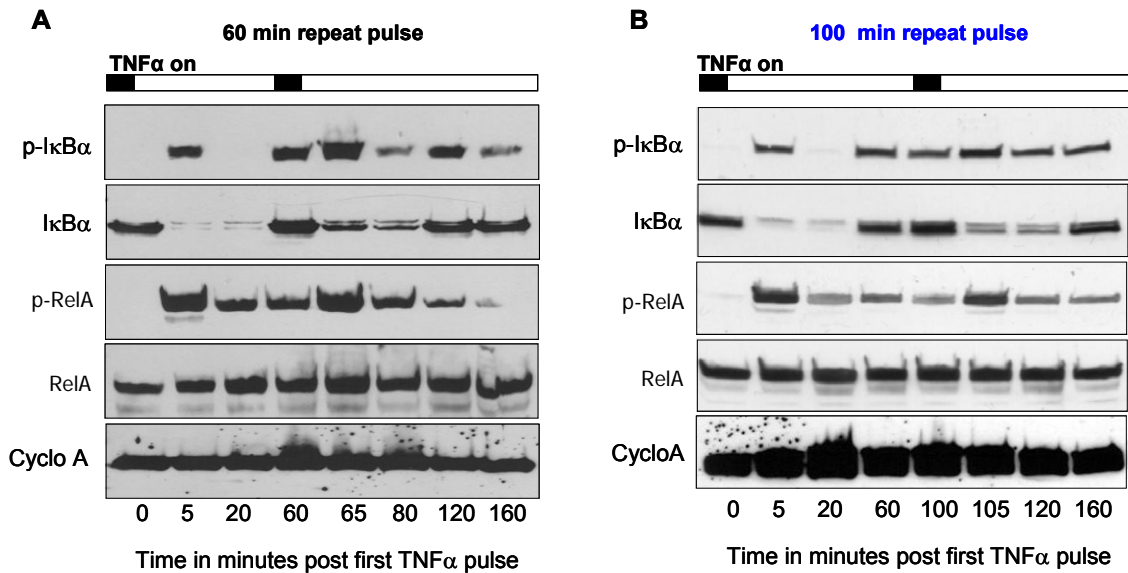 A
60 min repeat pulse
TNFα on
p-IκBα
IκBα
p-RelA
RelA
Cyclo A
0 5 20 60 65 80 120 160
Time in minutes post first TNFα pulse
B
100 min repeat pulse
TNFα on
p-IκBα
IκBα
p-RelA
RelA
CycloA
0 5 20 60 100 105 120 160
Time in minutes post first TNFα pulse